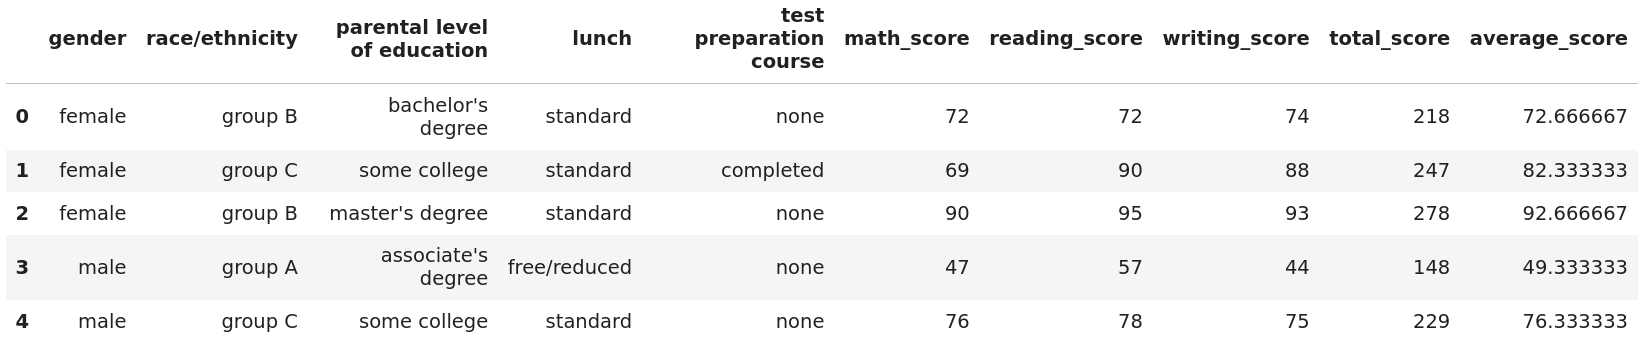 gender race/ethnicity parental level of education lunch test preparation course math_score reading_score writing_score total_score average_score
0 female group B bachelor's degree standard none 72 72 74 218 72.666667
1 female group C some college standard completed 69 90 88 247 82.333333
2 female group B master's degree standard none 90 95 93 278 92.666667
3 male group A associate's degree free/reduced none 47 57 44 148 49.333333
4 male group C some college standard none 76 78 75 229 76.333333